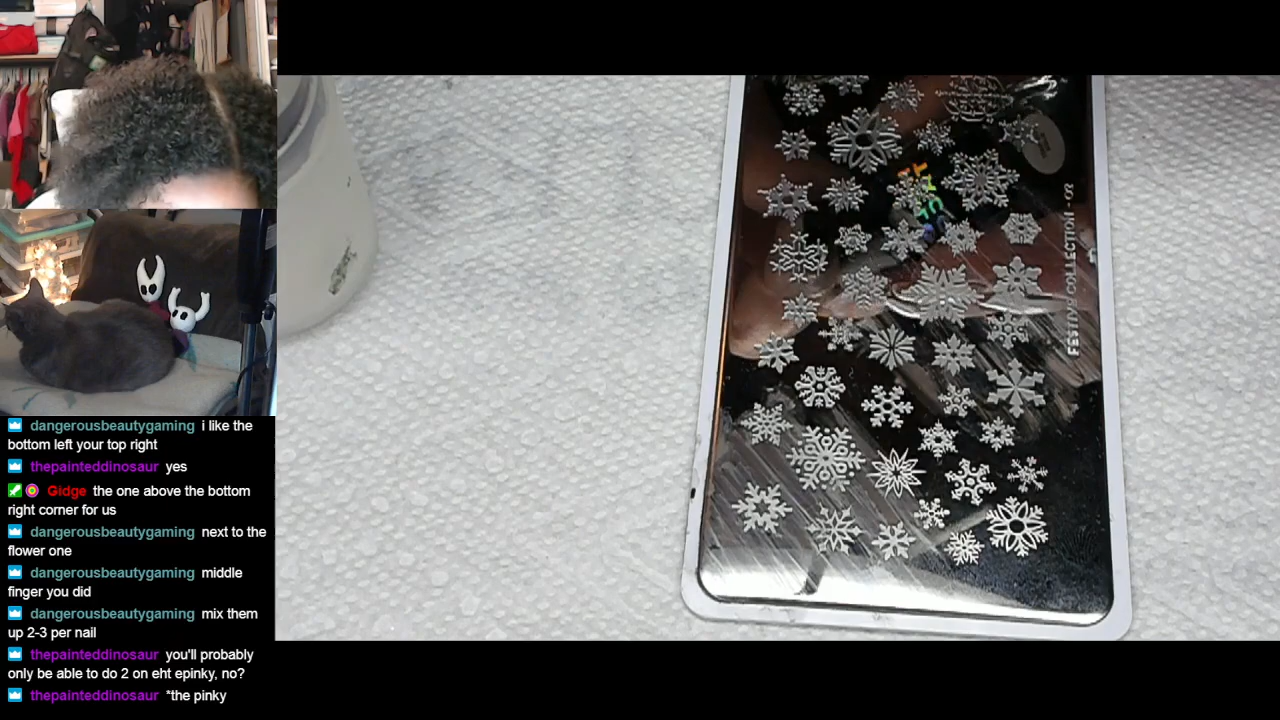 dangerousbeautygaming i like the
bottom left your top right
thepainteddinosaur yes
Gidge the one above the bottom
right corner for us
dangerousbeautygaming next to the
flower one
dangerousbeautygaming middle
finger you did
dangerousbeautygaming mix them
up 2-3 per nail
thepainteddinosaur you'll probably
only be able to do 2 on eht epinky, no?
thepainteddinosaur *the pinky
FESTIVE COLLECTION - 02